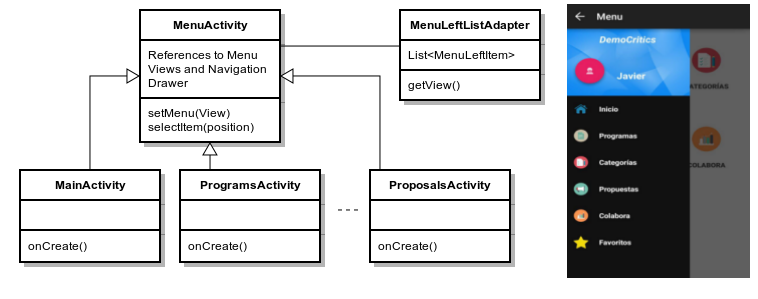 MenuActivity
References to Menu
Views and Navigation
Drawer
setMenu(View)
selectItem(position)
MenuLeftListAdapter
List<MenuLeftItem>
getView()
MainActivity
onCreate()
ProgramsActivity
onCreate()
ProposalsActivity
onCreate()
Menu
DemoCritics
Javier
Inicio
Programas
Categorías
Propuestas
Colabora
Favoritos
ATEGORÍAS
COLABORA